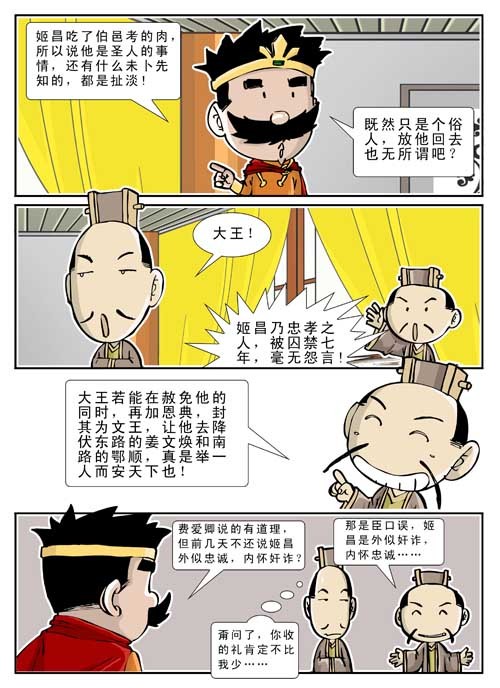 姬昌吃了伯邑考的肉，
所以说他是圣人的事
情，还有什么未卜先
知的，都是扯淡！
既然只是个俗
人，放他回去
也无所谓吧？
大王！
姬昌乃忠孝之
人，被囚禁七
年，毫无怨言！
大王若能在赦免他的
同时，再加恩典，封
其为文王，让他去降
伏东路的姜文焕和南
路的鄂顺，真是举一
人而安天下也！
费爱卿说的有道理，
但前几天不还说姬昌
外似忠诚，内怀奸诈？
那是臣口误，姬
昌是外似奸诈，
内怀忠诚……
甭问了，你收
的礼肯定不比
我少……